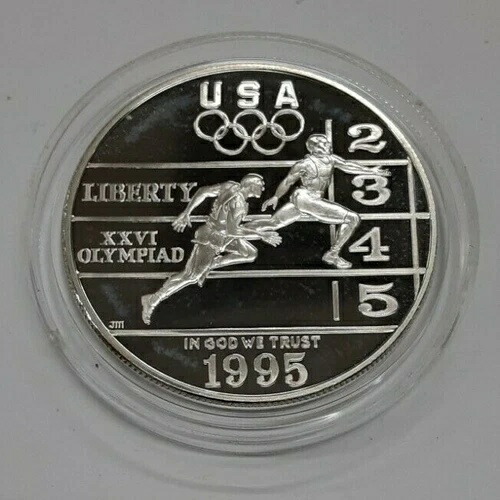 USA
2
LIBERTY
3
XXVI
OLYMPIAD
4
5
JM
IN GOD WE TRUST
1995